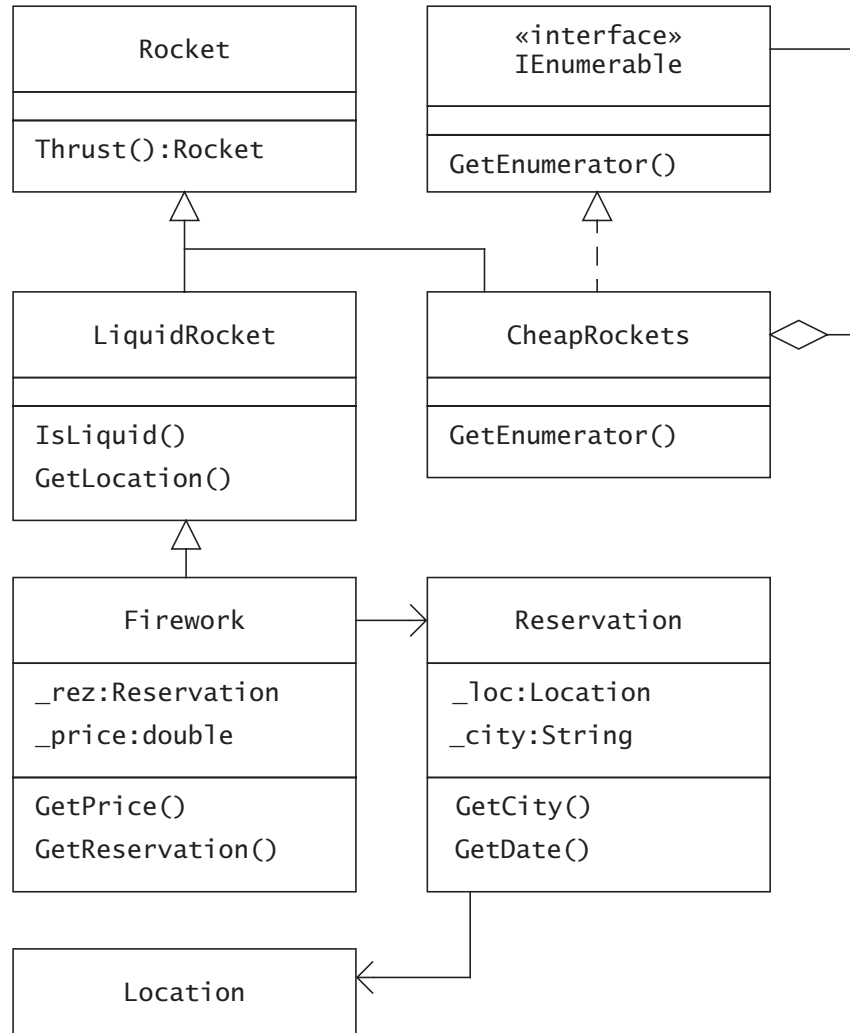 Rocket
Thrust():Rocket
«interface»
IEnumerable
GetEnumerator()
LiquidRocket
IsLiquid()
GetLocation()
CheapRockets
GetEnumerator()
Firework
_rez:Reservation
_price:double
GetPrice()
GetReservation()
Reservation
_loc:Location
_city:String
GetCity()
GetDate()
Location